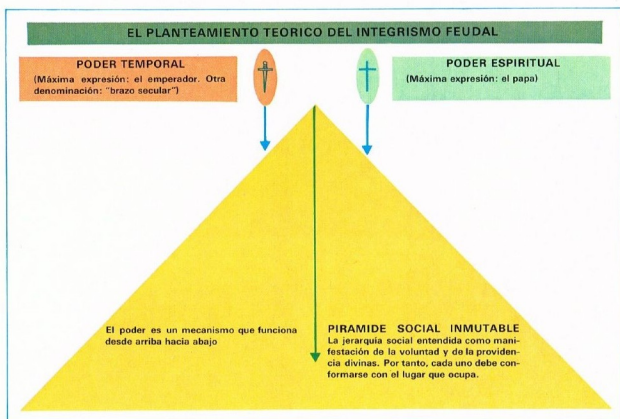 EL PLANTEAMIENTO TEORICO DEL INTEGRISMO FEUDAL
PODER TEMPORAL
(Máxima expresión: el emperador. Otra
denominación: "brazo secular")
PODER ESPIRITUAL
(Máxima expresión: el papa)
El poder es un mecanismo que funciona
desde arriba hacia abajo
PIRAMIDE SOCIAL INMUTABLE
La jerarquía social entendida como mani-
festación de la voluntad y de la providen-
cia divinas. Por tanto, cada uno debe con-
formarse con el lugar que ocupa.